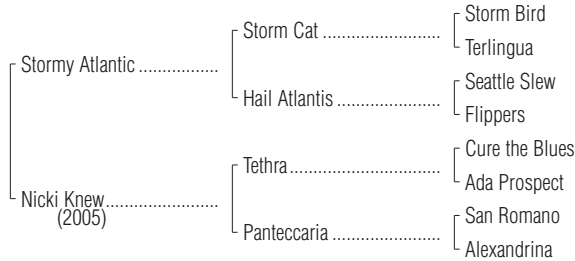 Storm Bird
Storm Cat
Terlingua
Stormy Atlantic
Seattle Slew
Hail Atlantis
Flippers
Cure the Blues
Tethra
Ada Prospect
Nicki Knew
(2005)
San Romano
Panteccaria
Alexandrina